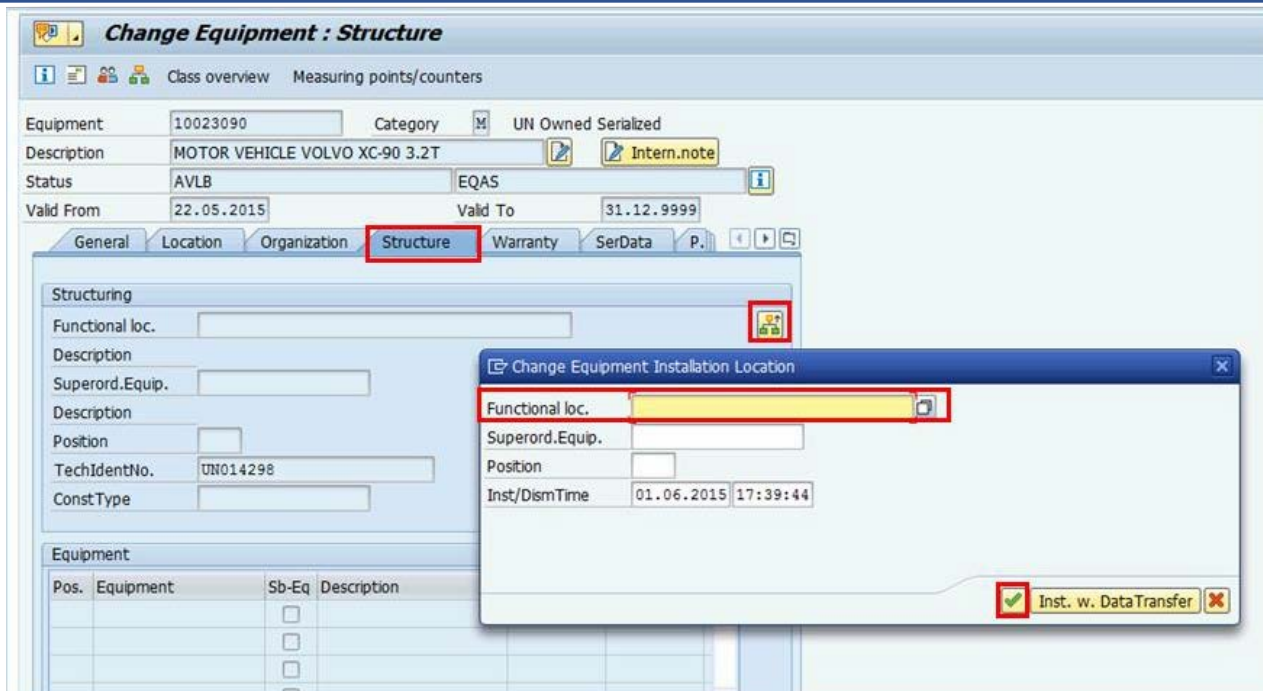 Change Equipment : Structure
Class overview Measuring points/counters
Equipment 10023090 Category M UN Owned Serialized
Description MOTOR VEHICLE VOLVO XC-90 3.2T Intern.note
Status AVLB EQAS
Valid From 22.05.2015 Valid To 31.12.9999
General Location Organization Structure Warranty SerData P.
Structuring
Functional loc.
Description
Superord.Equip.
Description
Position
TechIdentNo. UN014298
ConstType
Change Equipment Installation Location
Functional loc.
Superord.Equip.
Position
Inst/DismTime 01.06.2015 17:39:44
Inst. w. DataTransfer
Equipment
Pos. Equipment Sb-Eq Description